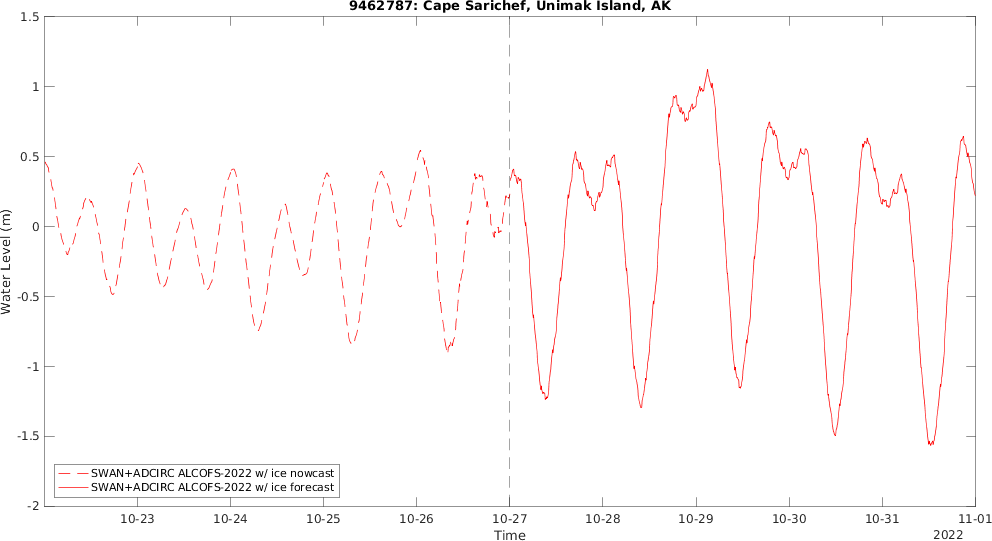 9462787: Cape Sarichef, Unimak Island, AK
1.5
1
0.5
0
-0.5
-1
-1.5
-2
Water Level (m)
SWAN+ADCIRC ALCOFS-2022 w/ ice nowcast
SWAN+ADCIRC ALCOFS-2022 w/ ice forecast
10-23 10-24 10-25 10-26 10-27 10-28 10-29 10-30 10-31 11-01
Time
2022